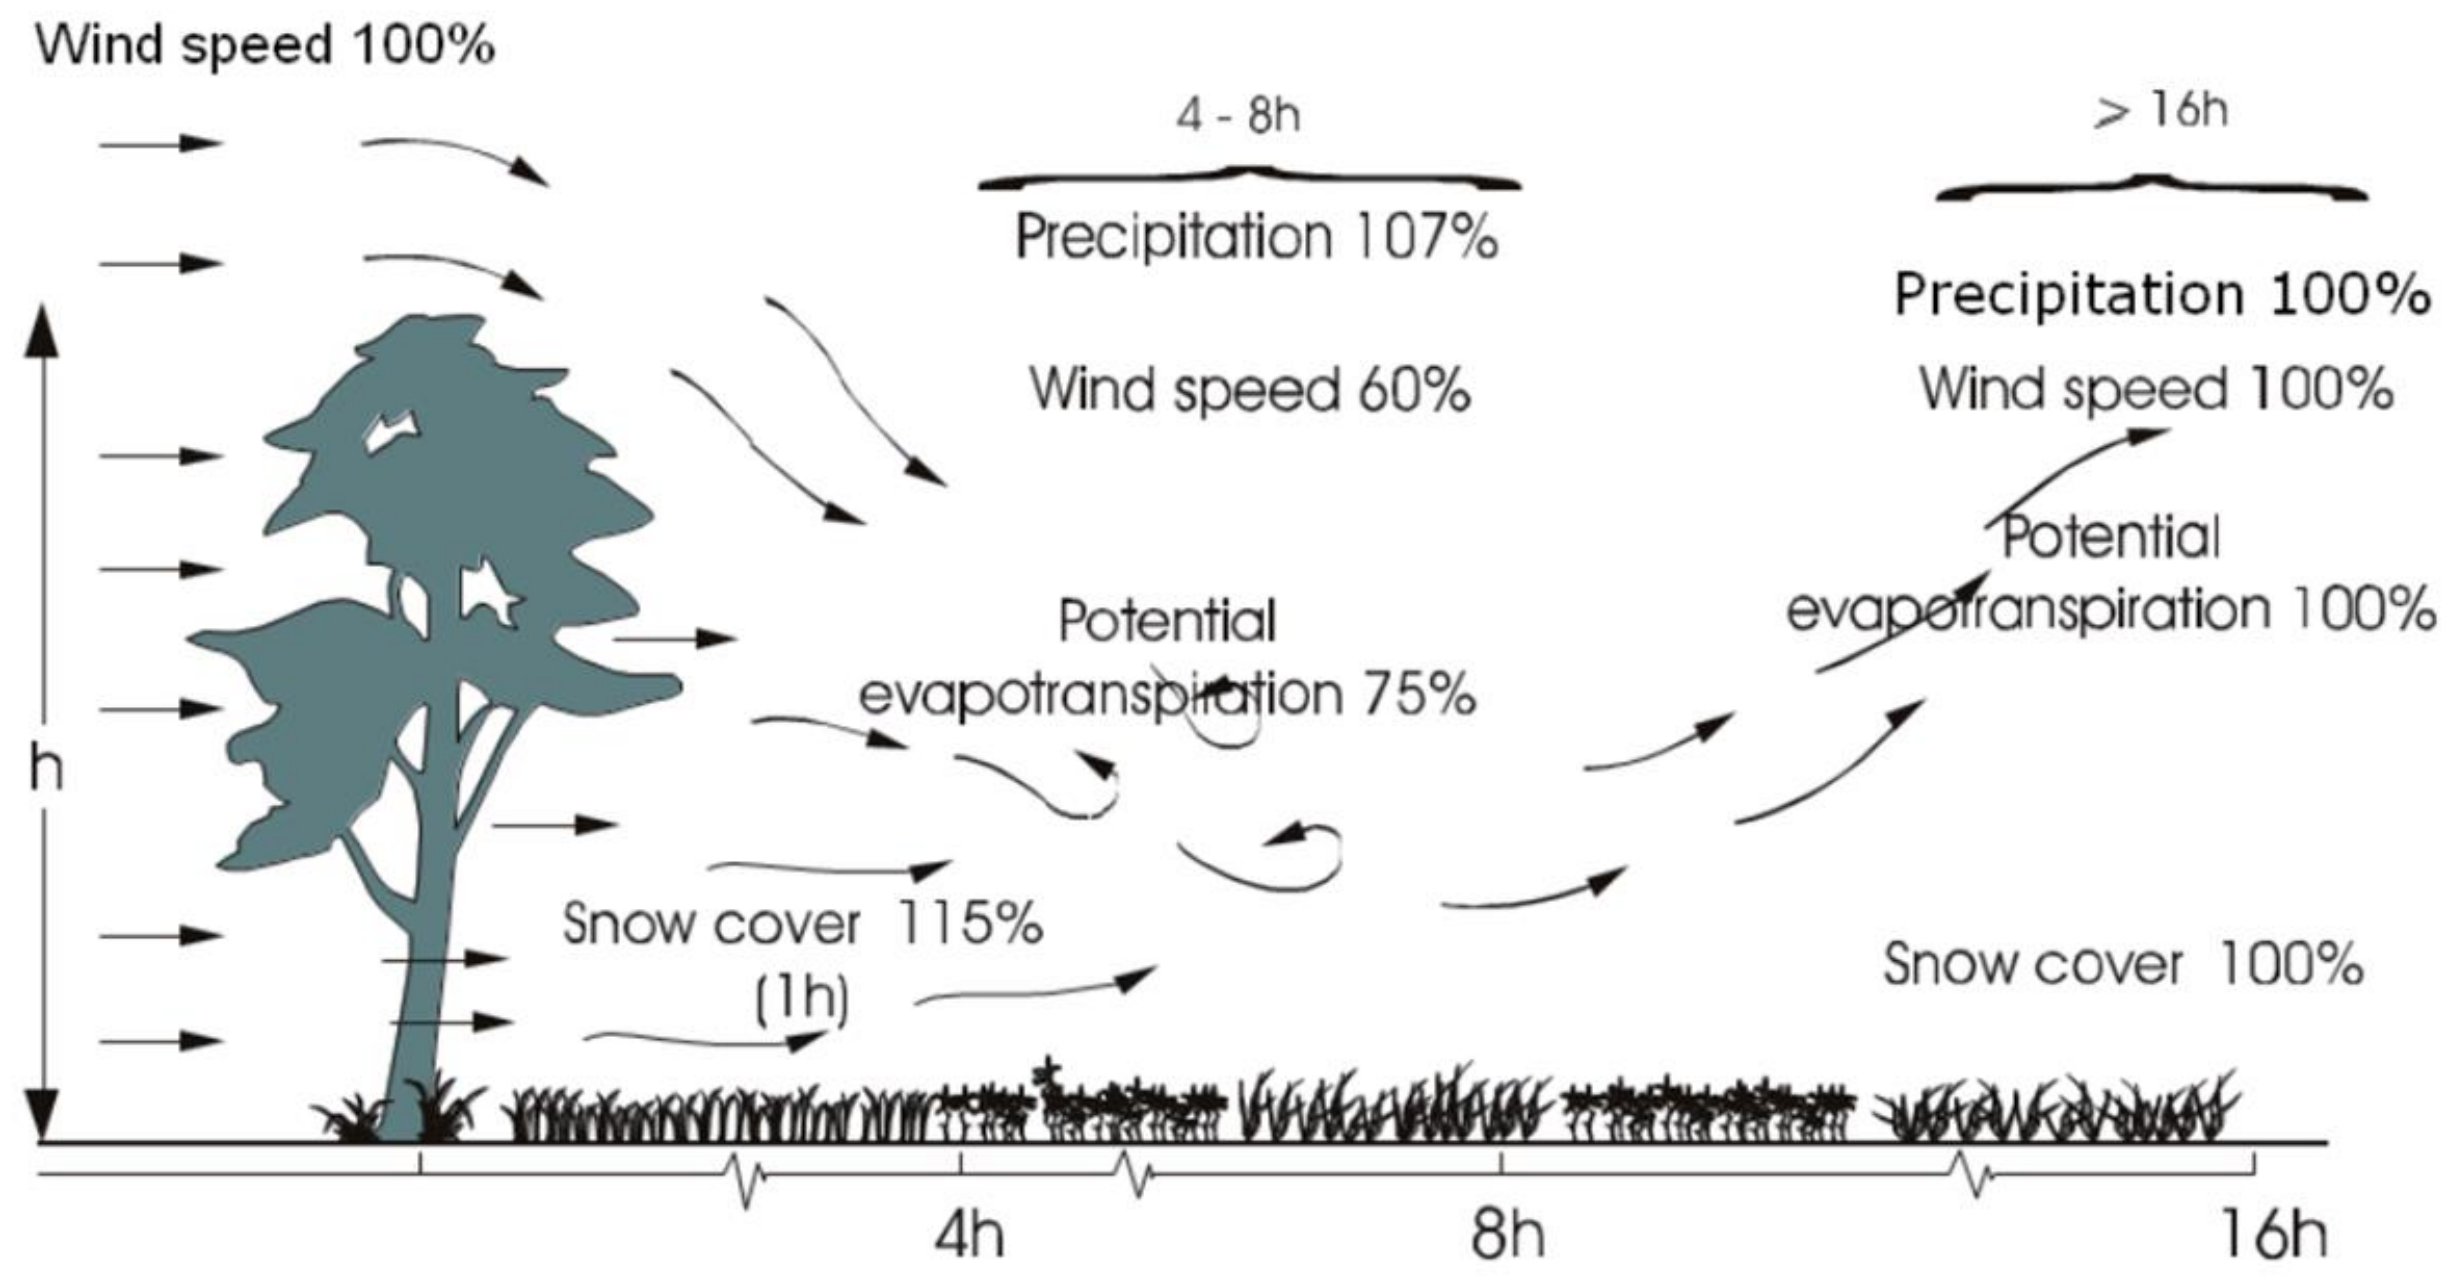 Wind speed 100%
4 - 8h
> 16h
Precipitation 107%
Precipitation 100%
Wind speed 60%
Wind speed 100%
Potential
evapotranspiration 100%
Potential
evapotranspiration 75%
h
Snow cover 115%
(1h)
Snow cover 100%
4h
8h
16h